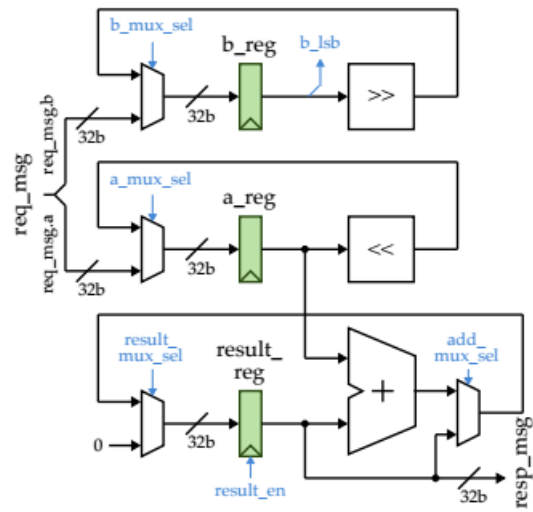 b_mux_sel
b_reg
b_lsb
>>
32b
32b
req_msg.b
req_msg
req_msg.a
a_mux_sel
a_reg
<<
32b
32b
result_
mux_sel
result_
reg
add_
mux_sel
+
0
32b
result_en
32b
resp_msg